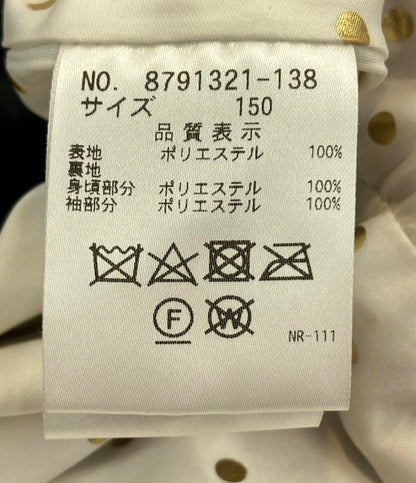 NO. 8791321-138
サイズ 150
品質表示
表地 ポリエステル 100%
裏地
身頃部分 ポリエステル 100%
袖部分 ポリエステル 100%
F W
NR-111